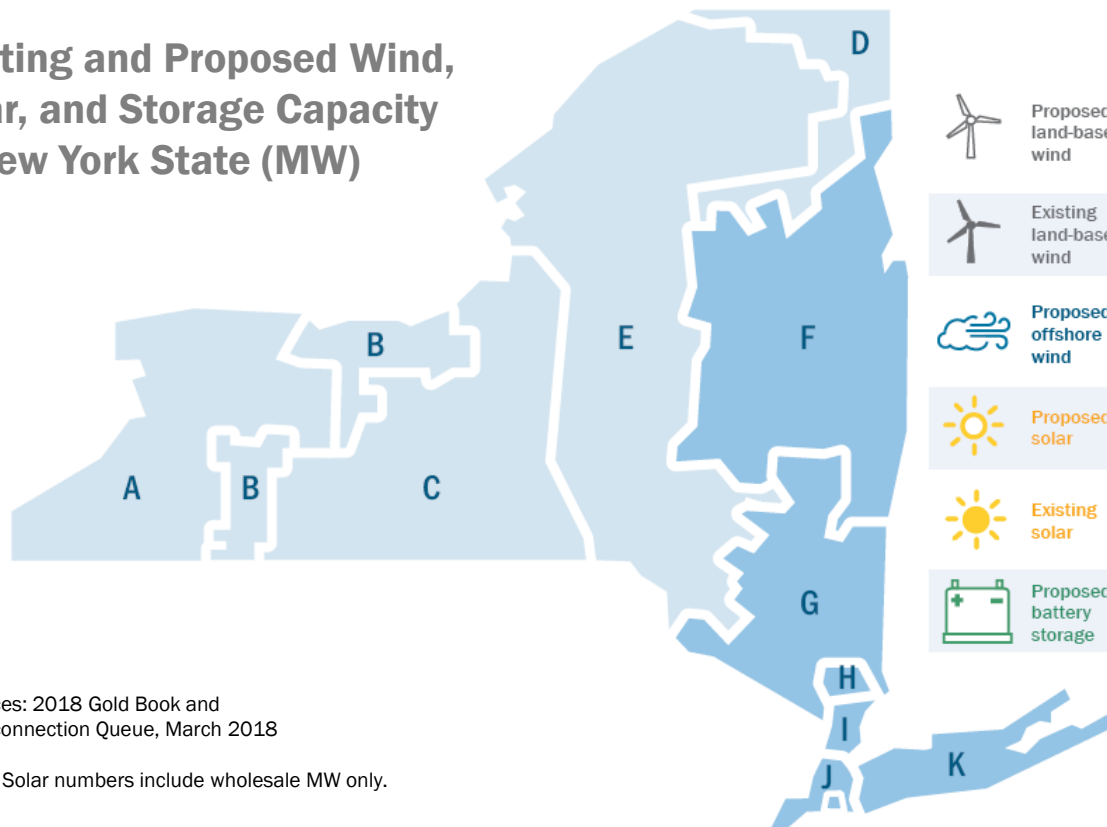 ting and Proposed Wind,
r, and Storage Capacity
ew York State (MW)
D
Proposed
land-base
wind
Existing
land-base
wind
Proposed
offshore
wind
B
E
F
Proposed
solar
A
B
C
Existing
solar
G
Proposed
battery
storage
H
ces: 2018 Gold Book and
connection Queue, March 2018
I
K
J
Solar numbers include wholesale MW only.